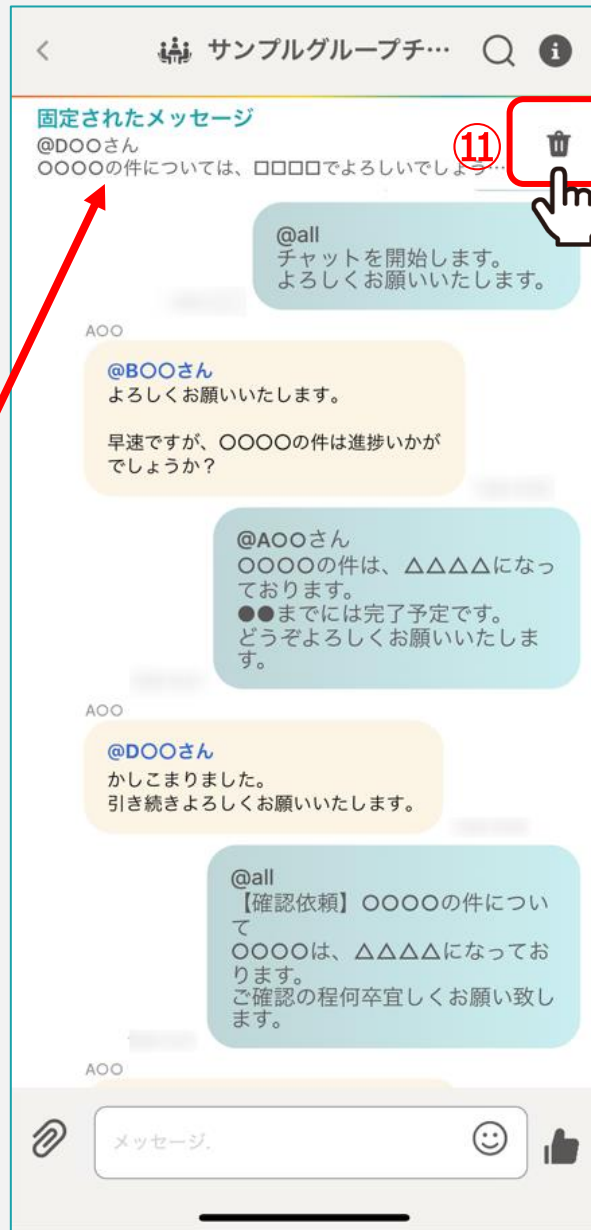 サンプルグループチ…
固定されたメッセージ
@D〇〇さん
〇〇〇〇の件については、□□□□でよろしいでしょう…
⑪
@all
チャットを開始します。
よろしくお願いいたします。
A〇〇
@B〇〇さん
よろしくお願いいたします。
早速ですが、〇〇〇〇の件は進捗いかが
でしょうか？
@A〇〇さん
〇〇〇〇の件は、△△△△になっ
ております。
●●までには完了予定です。
どうぞよろしくお願いいたしま
す。
A〇〇
@D〇〇さん
かしこまりました。
引き続きよろしくお願いいたします。
@all
【確認依頼】〇〇〇〇の件につい
て
〇〇〇〇は、△△△△になってお
ります。
ご確認の程何卒宜しくお願い致し
ます。
A〇〇
メッセージ.